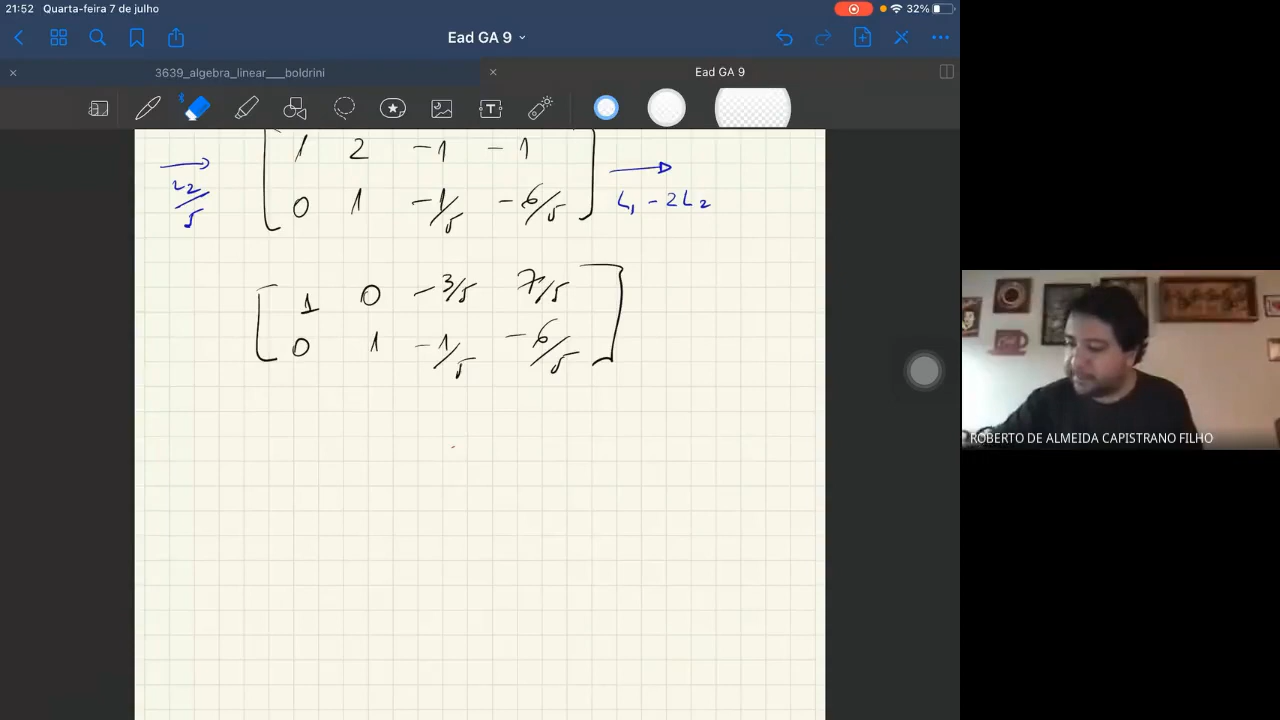 21:52 Quarta-feira 7 de julho
32%
Ead GA 9
3639_algebra_linear___boldrini
Ead GA 9
T
1 2 -1 -1
L2/5
0 1 -1/5 -6/5
L1 - 2L2
1 0 -3/5 7/5
0 1 -1/5 -6/5
ROBERTO DE ALMEIDA CAPISTRANO FILHO